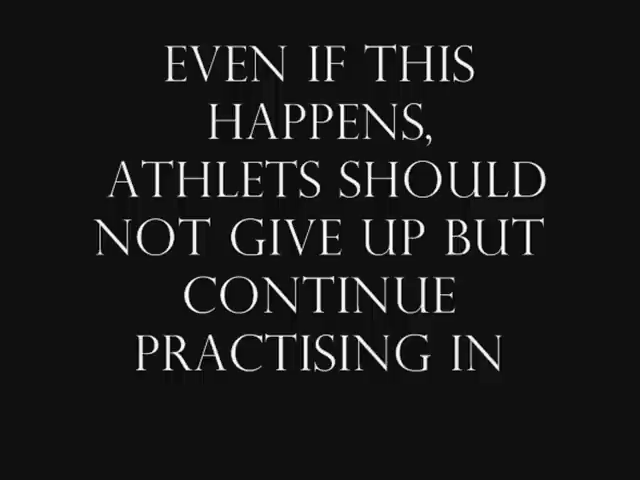 EVEN IF THIS
HAPPENS,
ATHLETS SHOULD
NOT GIVE UP BUT
CONTINUE
PRACTISING IN